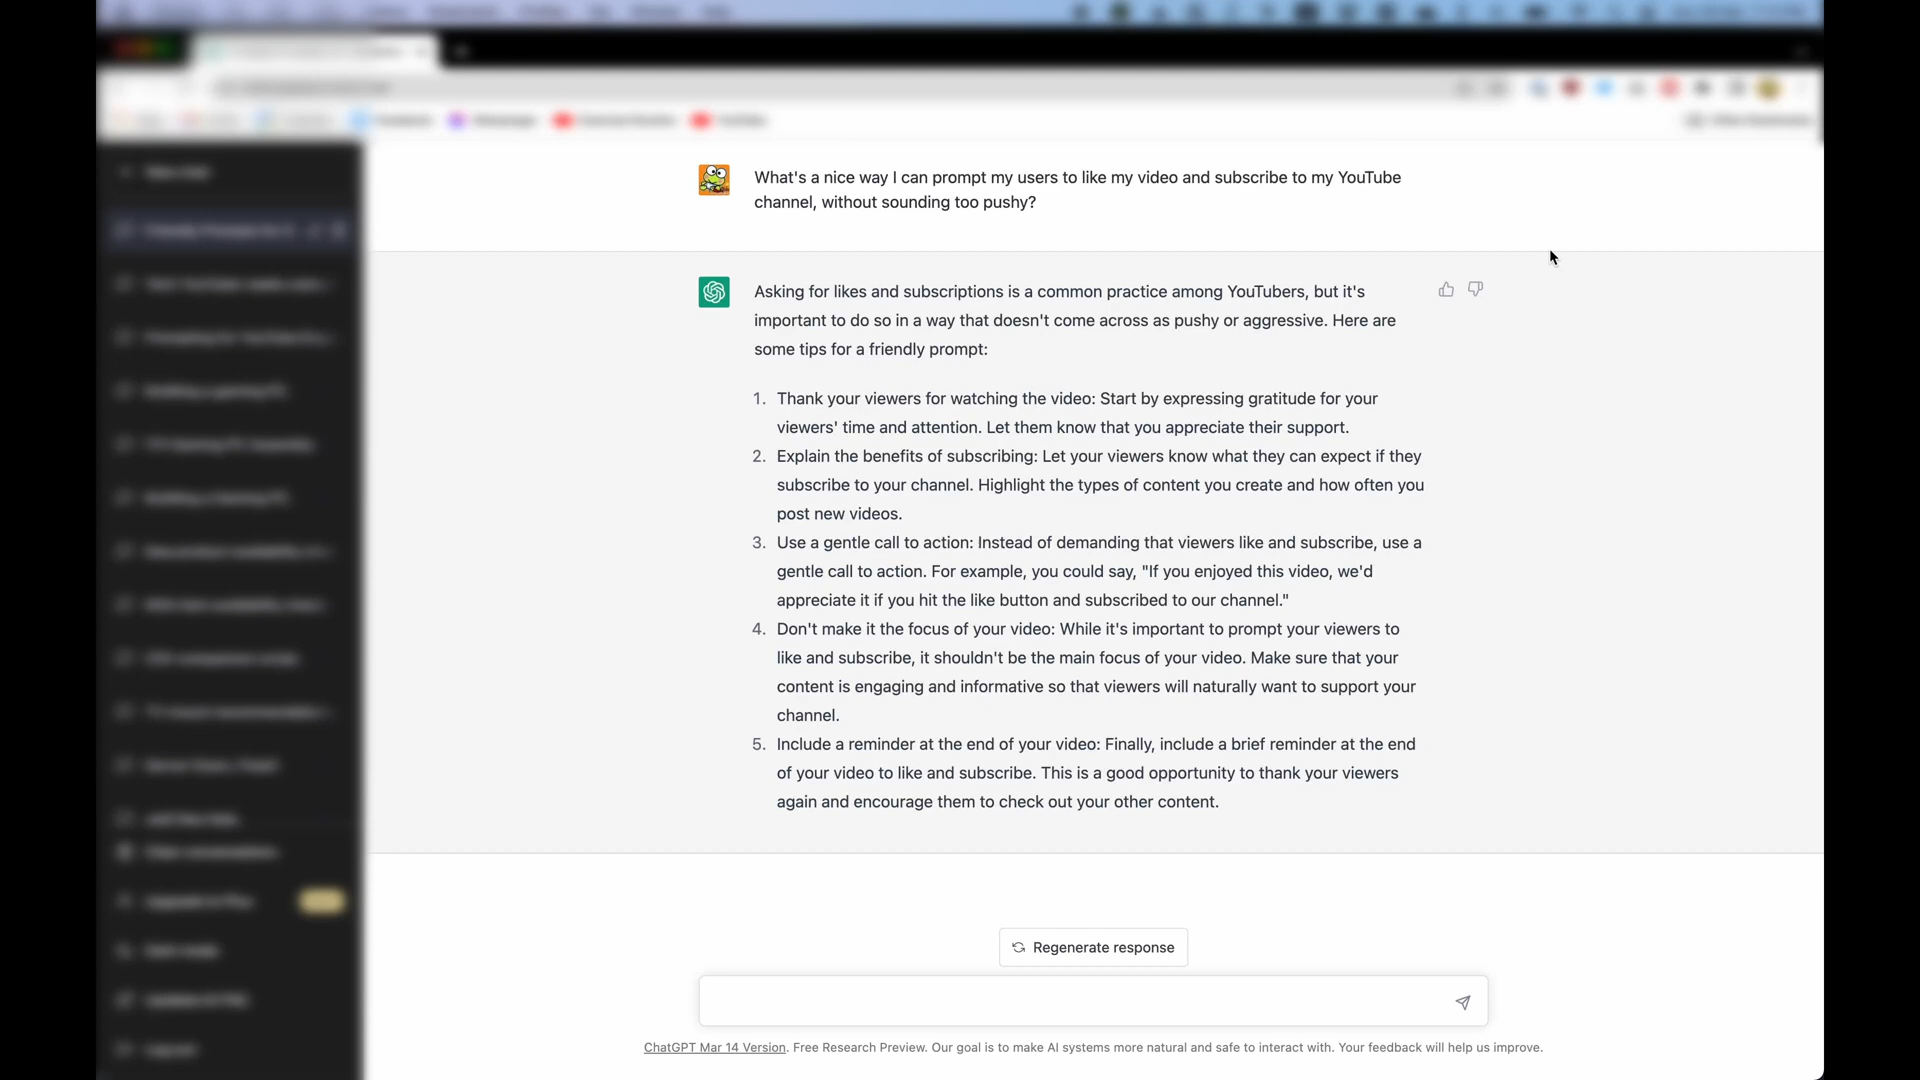 What's a nice way I can prompt my users to like my video and subscribe to my YouTube
channel, without sounding too pushy?
Asking for likes and subscriptions is a common practice among YouTubers, but it's
important to do so in a way that doesn't come across as pushy or aggressive. Here are
some tips for a friendly prompt:
1. Thank your viewers for watching the video: Start by expressing gratitude for your
viewers' time and attention. Let them know that you appreciate their support.
2. Explain the benefits of subscribing: Let your viewers know what they can expect if they
subscribe to your channel. Highlight the types of content you create and how often you
post new videos.
3. Use a gentle call to action: Instead of demanding that viewers like and subscribe, use a
gentle call to action. For example, you could say, "If you enjoyed this video, we'd
appreciate it if you hit the like button and subscribed to our channel."
4. Don't make it the focus of your video: While it's important to prompt your viewers to
like and subscribe, it shouldn't be the main focus of your video. Make sure that your
content is engaging and informative so that viewers will naturally want to support your
channel.
5. Include a reminder at the end of your video: Finally, include a brief reminder at the end
of your video to like and subscribe. This is a good opportunity to thank your viewers
again and encourage them to check out your other content.
Regenerate response
ChatGPT Mar 14 Version. Free Research Preview. Our goal is to make AI systems more natural and safe to interact with. Your feedback will help us improve.